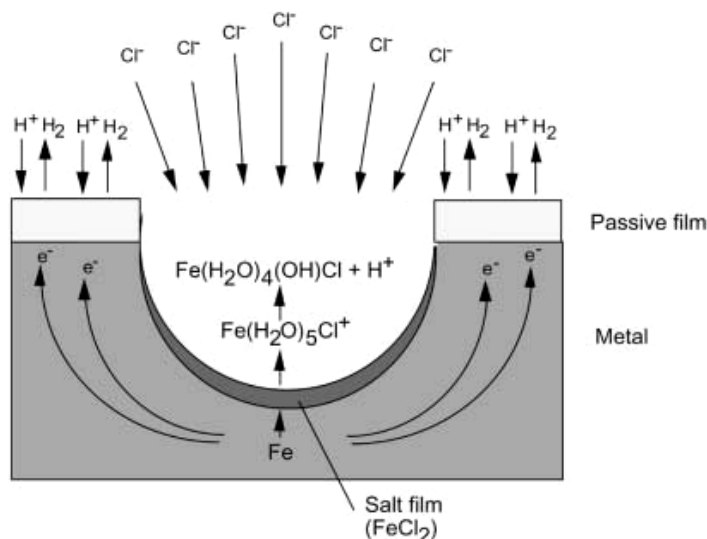 Cl⁻ Cl⁻ Cl⁻ Cl⁻ Cl⁻ Cl⁻ Cl⁻
H⁺ H₂ H⁺ H₂ H⁺ H₂ H⁺ H₂
Passive film
e⁻ e⁻ e⁻ e⁻
Fe(H₂O)₄(OH)Cl + H⁺
Fe(H₂O)₅Cl⁺
Metal
Fe
Salt film
(FeCl₂)